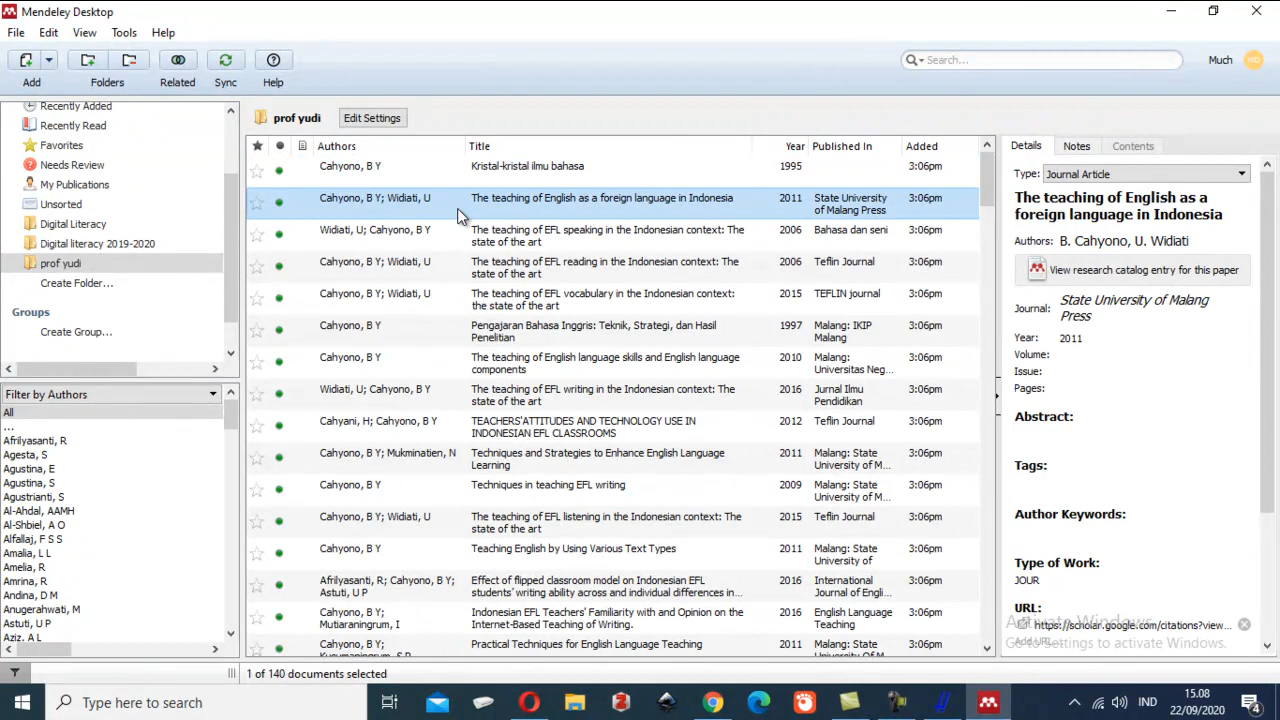 Mendeley Desktop
File Edit View Tools Help
Add Folders Related Sync Help
Search...
Much MD
Recently Added
Recently Read
Favorites
Needs Review
My Publications
Unsorted
Digital Literacy
Digital literacy 2019-2020
prof yudi
Create Folder...
Groups
Create Group...
Filter by Authors
All
...
Afrilyasanti, R
Agesta, S
Agustina, E
Agustina, S
Agustrianti, S
Al-Ahdal, AAMH
Al-Shbiel, A O
Alfallaj, F S S
Amalia, L L
Amelia, R
Amrina, R
Andina, D M
Anugerahwati, M
Astuti, U P
Aziz, A L
prof yudi Edit Settings
Authors Title Year Published In Added
Cahyono, B Y Kristal-kristal ilmu bahasa 1995 3:06pm
Cahyono, B Y; Widiati, U The teaching of English as a foreign language in Indonesia 2011 State University 3:06pm
of Malang Press
Widiati, U; Cahyono, B Y The teaching of EFL speaking in the Indonesian context: The 2006 Bahasa dan seni 3:06pm
state of the art
Cahyono, B Y; Widiati, U The teaching of EFL reading in the Indonesian context: The 2006 Teflin Journal 3:06pm
state of the art
Cahyono, B Y; Widiati, U The teaching of EFL vocabulary in the Indonesian context: 2015 TEFLIN journal 3:06pm
the state of the art
Cahyono, B Y Pengajaran Bahasa Inggris: Teknik, Strategi, dan Hasil 1997 Malang: IKIP 3:06pm
Penelitian Malang
Cahyono, B Y The teaching of English language skills and English language 2010 Malang: 3:06pm
components Universitas Neg...
Widiati, U; Cahyono, B Y The teaching of EFL writing in the Indonesian context: The 2016 Jurnal Ilmu 3:06pm
state of the art Pendidikan
Cahyani, H; Cahyono, B Y TEACHERS'ATTITUDES AND TECHNOLOGY USE IN 2012 Teflin Journal 3:06pm
INDONESIAN EFL CLASSROOMS
Cahyono, B Y; Mukminatien, N Techniques and Strategies to Enhance English Language 2011 Malang: State 3:06pm
Learning University of M...
Cahyono, B Y Techniques in teaching EFL writing 2009 Malang: State 3:06pm
University of M...
Cahyono, B Y; Widiati, U The teaching of EFL listening in the Indonesian context: The 2015 Teflin Journal 3:06pm
state of the art
Cahyono, B Y Teaching English by Using Various Text Types 2011 Malang: State 3:06pm
University of
Afrilyasanti, R; Cahyono, B Y; Effect of flipped classroom model on Indonesian EFL 2016 International 3:06pm
Astuti, U P students' writing ability across and individual differences in... Journal of Engli...
Cahyono, B Y; Indonesian EFL Teachers' Familiarity with and Opinion on the 2016 English Language 3:06pm
Mutiaraningrum, I Internet-Based Teaching of Writing. Teaching
Cahyono, B Y; Practical Techniques for English Language Teaching 2011 Malang: State 3:06pm
Kusumaningrum, S R University Of M...
1 of 140 documents selected
Details Notes Contents
Type: Journal Article
The teaching of English as a
foreign language in Indonesia
Authors: B. Cahyono, U. Widiati
View research catalog entry for this paper
Journal: State University of Malang
Press
Year: 2011
Volume:
Issue:
Pages:
Abstract:
Tags:
Author Keywords:
Type of Work:
JOUR
URL:
https://scholar.google.com/citations?view...
Add URL...
Activate Windows
Go to Settings to activate Windows.
Type here to search
IND
15.08
22/09/2020
4